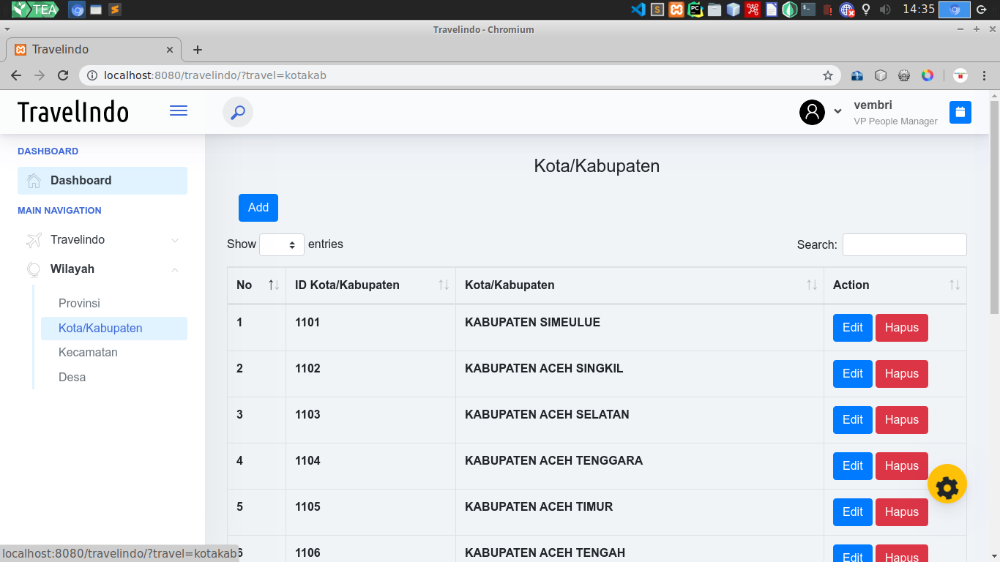 TEA
14:35
Travelindo - Chromium
Travelindo
localhost:8080/travelindo/?travel=kotakab
TravelIndo
vembri
VP People Manager
DASHBOARD
Dashboard
MAIN NAVIGATION
Travelindo
Wilayah
Provinsi
Kota/Kabupaten
Kecamatan
Desa
Kota/Kabupaten
Add
Show entries
Search:
No ID Kota/Kabupaten Kota/Kabupaten Action
1 1101 KABUPATEN SIMEULUE Edit Hapus
2 1102 KABUPATEN ACEH SINGKIL Edit Hapus
3 1103 KABUPATEN ACEH SELATAN Edit Hapus
4 1104 KABUPATEN ACEH TENGGARA Edit Hapus
5 1105 KABUPATEN ACEH TIMUR Edit Hapus
6 1106 KABUPATEN ACEH TENGAH Edit Hapus
localhost:8080/travelindo/?travel=kotakab